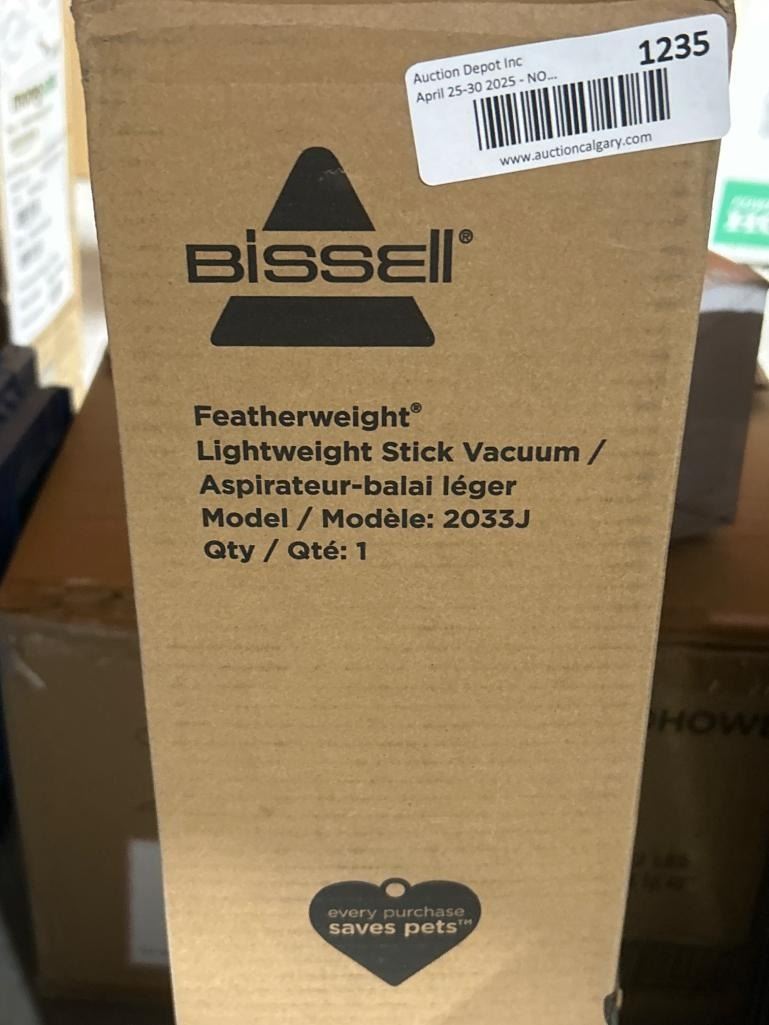 Auction Depot Inc
1235
April 25-30 2025 - NO...
www.auctioncalgary.com
BISSELL®
Featherweight®
Lightweight Stick Vacuum /
Aspirateur-balai léger
Model / Modèle: 2033J
Qty / Qté: 1
every purchase
saves pets™